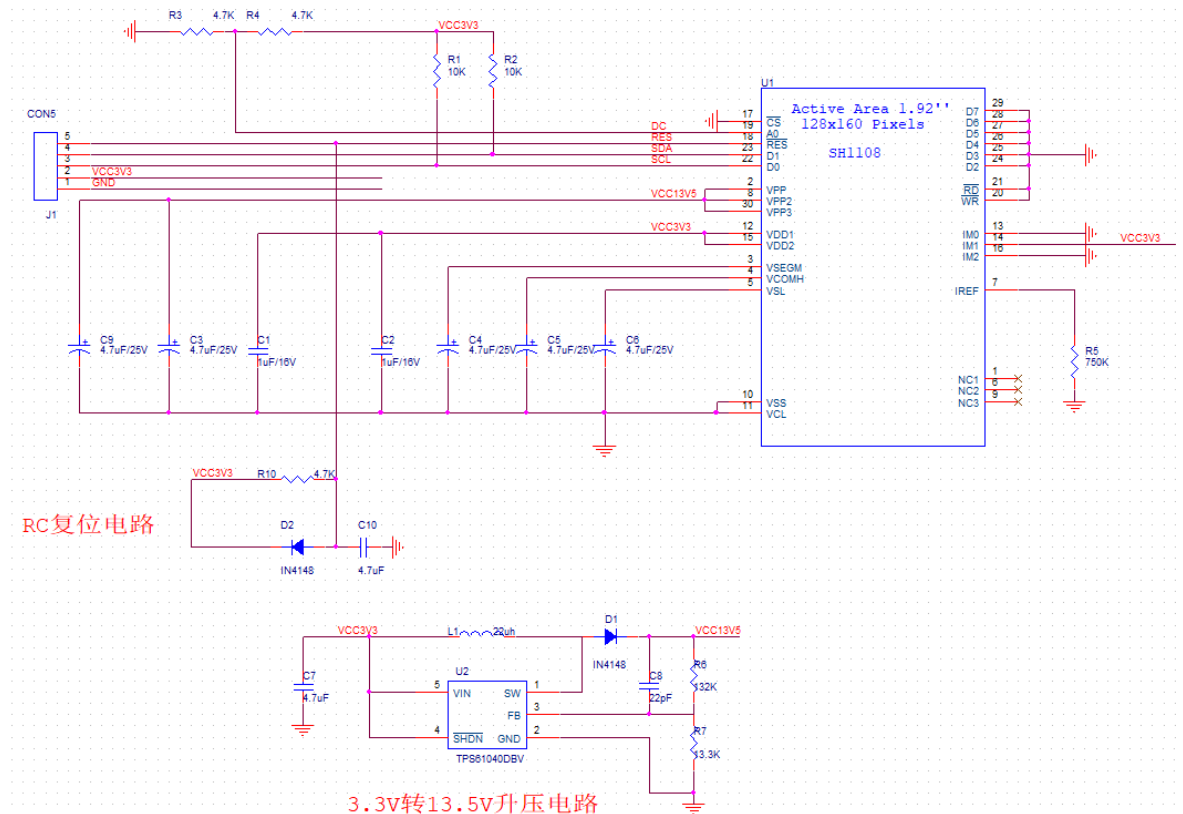 R3 4.7K R4 4.7K
VCC3V3
R1
10K
R2
10K
CON5
5
4
3
2 VCC3V3
1 GND
J1
DC
RES
SDA
SCL
VCC13V5
VCC3V3
U1
Active Area 1.92''
128x160 Pixels
SH1108
17 CS
19 A0
18 RES
23 D1
22 D0
2 VPP
8 VPP2
30 VPP3
12 VDD1
15 VDD2
3 VSEGM
4 VCOMH
5 VSL
10 VSS
11 VCL
D7 29
D6 28
D5 27
D4 26
D3 25
D2 24
RD 21
WR 20
IM0 13
IM1 14
IM2 16
VCC3V3
IREF 7
R5
750K
NC1 1
NC2 6
NC3 9
C9
4.7uF/25V
C3
4.7uF/25V
C1
1uF/16V
C2
1uF/16V
C4
4.7uF/25V
C5
4.7uF/25V
C6
4.7uF/25V
VCC3V3 R10 4.7K
RC复位电路
D2
IN4148
C10
4.7uF
VCC3V3
L1 22uh
D1
IN4148
VCC13V5
C7
4.7uF
U2
5 VIN
4 SHDN
SW 1
FB 3
GND 2
TPS61040DBV
C8
22pF
R6
132K
R7
13.3K
3.3V转13.5V升压电路